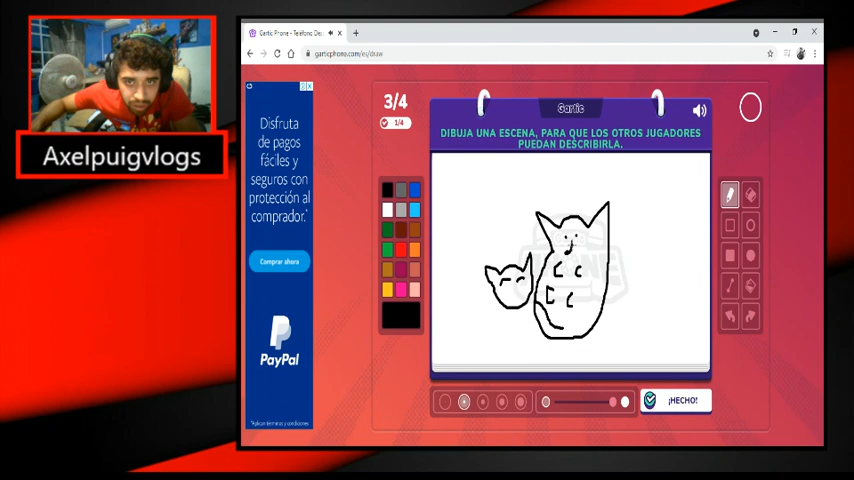 Gartic Phone - Teléfono Des
garticphone.com/es/draw
Axelpuigvlogs
Disfruta
de pagos
fáciles y
seguros con
protección al
comprador.*
Comprar ahora
PayPal
*Aplican términos y condiciones
3/4
1/4
Gartic
DIBUJA UNA ESCENA, PARA QUE LOS OTROS JUGADORES
PUEDAN DESCRIBIRLA.
¡HECHO!